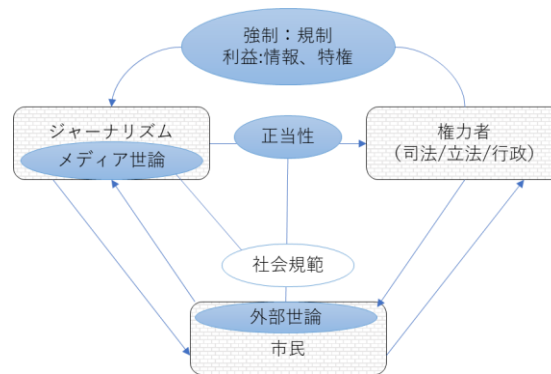 強制：規制
利益:情報、特権
ジャーナリズム
メディア世論
正当性
権力者
（司法/立法/行政）
社会規範
外部世論
市民